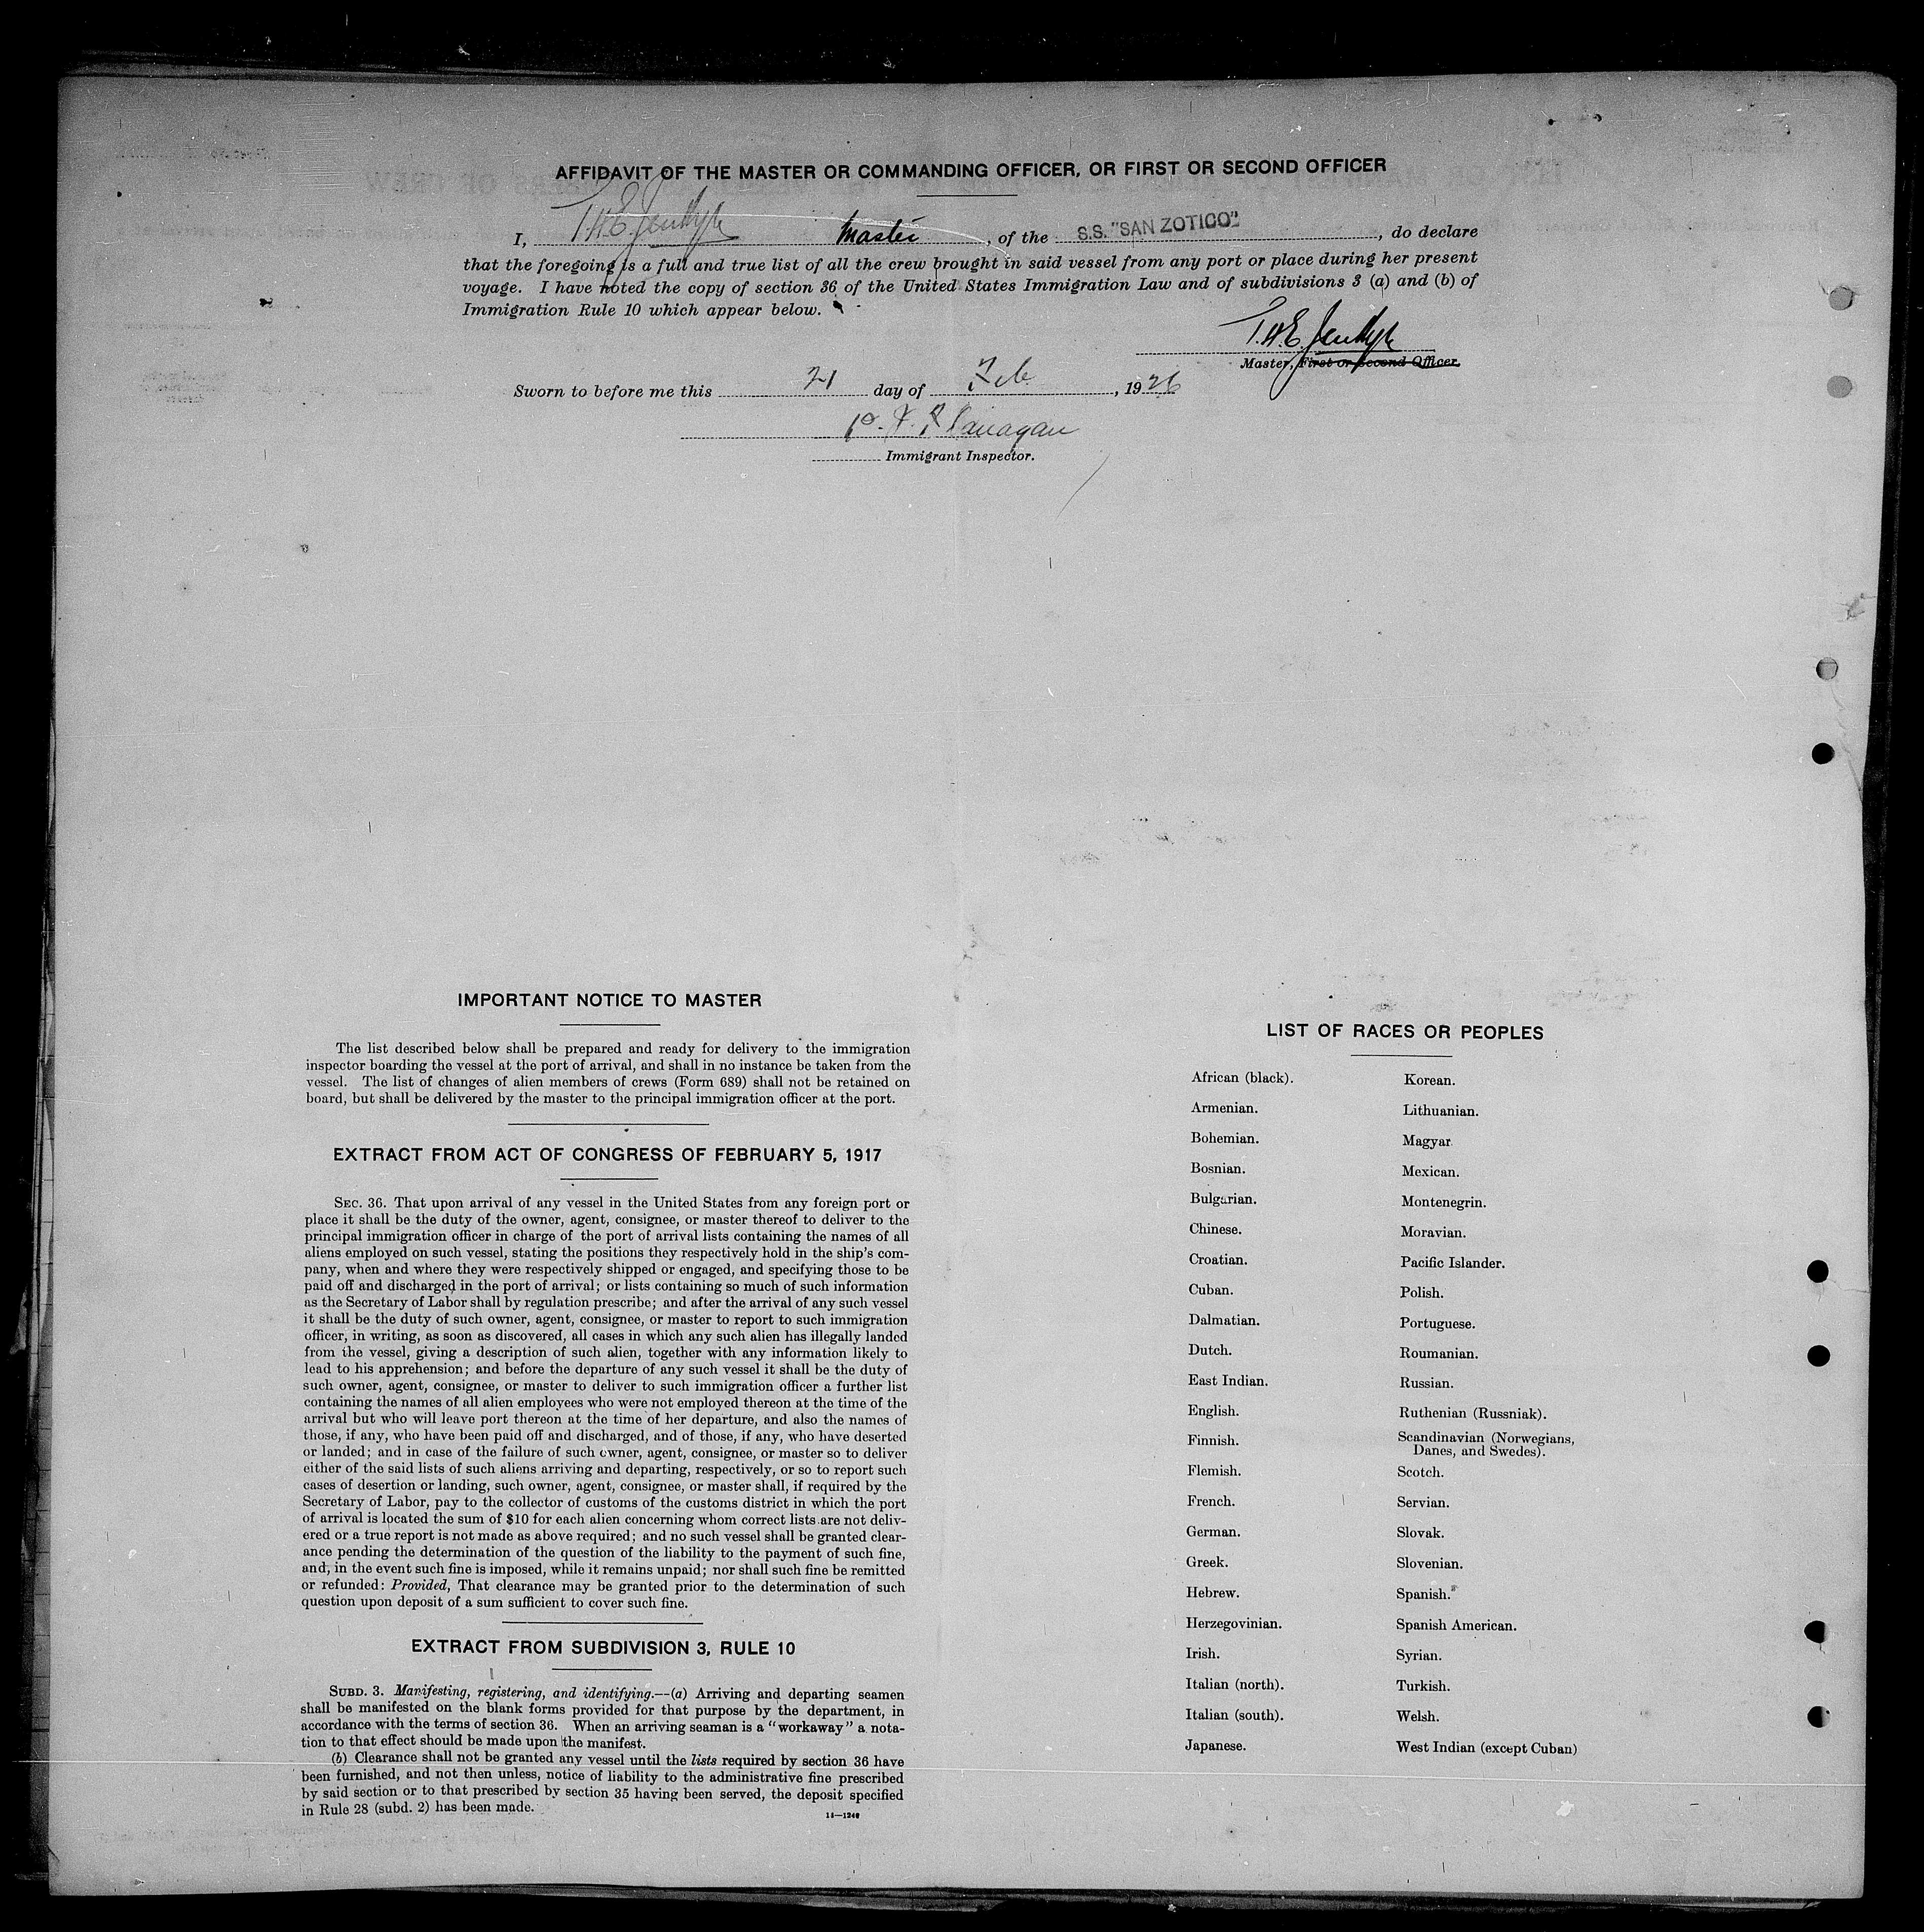 AFFIDAVIT OF THE MASTER OR COMMANDING OFFICER, OR FIRST OR SECOND OFFICER
I, T.H.E. Master, of the S.S. "SAN ZOTICO", do declare
that the foregoing is a full and true list of all the crew brought in said vessel from any port or place during her present
voyage. I have noted the copy of section 36 of the United States Immigration Law and of subdivisions 3 (a) and (b) of
Immigration Rule 10 which appear below.
T.H.E.
Master, First or Second Officer.
Sworn to before me this 21 day of Feb, 1926
Flanagan
Immigrant Inspector.
IMPORTANT NOTICE TO MASTER
The list described below shall be prepared and ready for delivery to the immigration
inspector boarding the vessel at the port of arrival, and shall in no instance be taken from the
vessel. The list of changes of alien members of crews (Form 689) shall not be retained on
board, but shall be delivered by the master to the principal immigration officer at the port.
EXTRACT FROM ACT OF CONGRESS OF FEBRUARY 5, 1917
SEC. 36. That upon arrival of any vessel in the United States from any foreign port or
place it shall be the duty of the owner, agent, consignee, or master thereof to deliver to the
principal immigration officer in charge of the port of arrival lists containing the names of all
aliens employed on such vessel, stating the positions they respectively hold in the ship's com-
pany, when and where they were respectively shipped or engaged, and specifying those to be
paid off and discharged in the port of arrival; or lists containing so much of such information
as the Secretary of Labor shall by regulation prescribe; and after the arrival of any such vessel
it shall be the duty of such owner, agent, consignee, or master to report to such immigration
officer, in writing, as soon as discovered, all cases in which any such alien has illegally landed
from the vessel, giving a description of such alien, together with any information likely to
lead to his apprehension; and before the departure of any such vessel it shall be the duty of
such owner, agent, consignee, or master to deliver to such immigration officer a further list
containing the names of all alien employees who were not employed thereon at the time of the
arrival but who will leave port thereon at the time of her departure, and also the names of
those, if any, who have been paid off and discharged, and of those, if any, who have deserted
or landed; and in case of the failure of such owner, agent, consignee, or master so to deliver
either of the said lists of such aliens arriving and departing, respectively, or so to report such
cases of desertion or landing, such owner, agent, consignee, or master shall, if required by the
Secretary of Labor, pay to the collector of customs of the customs district in which the port
of arrival is located the sum of $10 for each alien concerning whom correct lists are not deliv-
ered or a true report is not made as above required; and no such vessel shall be granted clear-
ance pending the determination of the question of the liability to the payment of such fine,
and, in the event such fine is imposed, while it remains unpaid; nor shall such fine be remitted
or refunded: Provided, That clearance may be granted prior to the determination of such
question upon deposit of a sum sufficient to cover such fine.
EXTRACT FROM SUBDIVISION 3, RULE 10
SUBD. 3. Manifesting, registering, and identifying.--(a) Arriving and departing seamen
shall be manifested on the blank forms provided for that purpose by the department, in
accordance with the terms of section 36. When an arriving seaman is a "workaway" a nota-
tion to that effect should be made upon the manifest.
(b) Clearance shall not be granted any vessel until the lists required by section 36 have
been furnished, and not then unless, notice of liability to the administrative fine prescribed
by said section or to that prescribed by section 35 having been served, the deposit specified
in Rule 28 (subd. 2) has been made.
LIST OF RACES OR PEOPLES
African (black).
Armenian.
Bohemian.
Bosnian.
Bulgarian.
Chinese.
Croatian.
Cuban.
Dalmatian.
Dutch.
East Indian.
English.
Finnish.
Flemish.
French.
German.
Greek.
Hebrew.
Herzegovinian.
Irish.
Italian (north).
Italian (south).
Japanese.
Korean.
Lithuanian.
Magyar
Mexican.
Montenegrin.
Moravian.
Pacific Islander.
Polish.
Portuguese.
Roumanian.
Russian.
Ruthenian (Russniak).
Scandinavian (Norwegians,
Danes, and Swedes).
Scotch.
Servian.
Slovak.
Slovenian.
Spanish.
Spanish American.
Syrian.
Turkish.
Welsh.
West Indian (except Cuban)